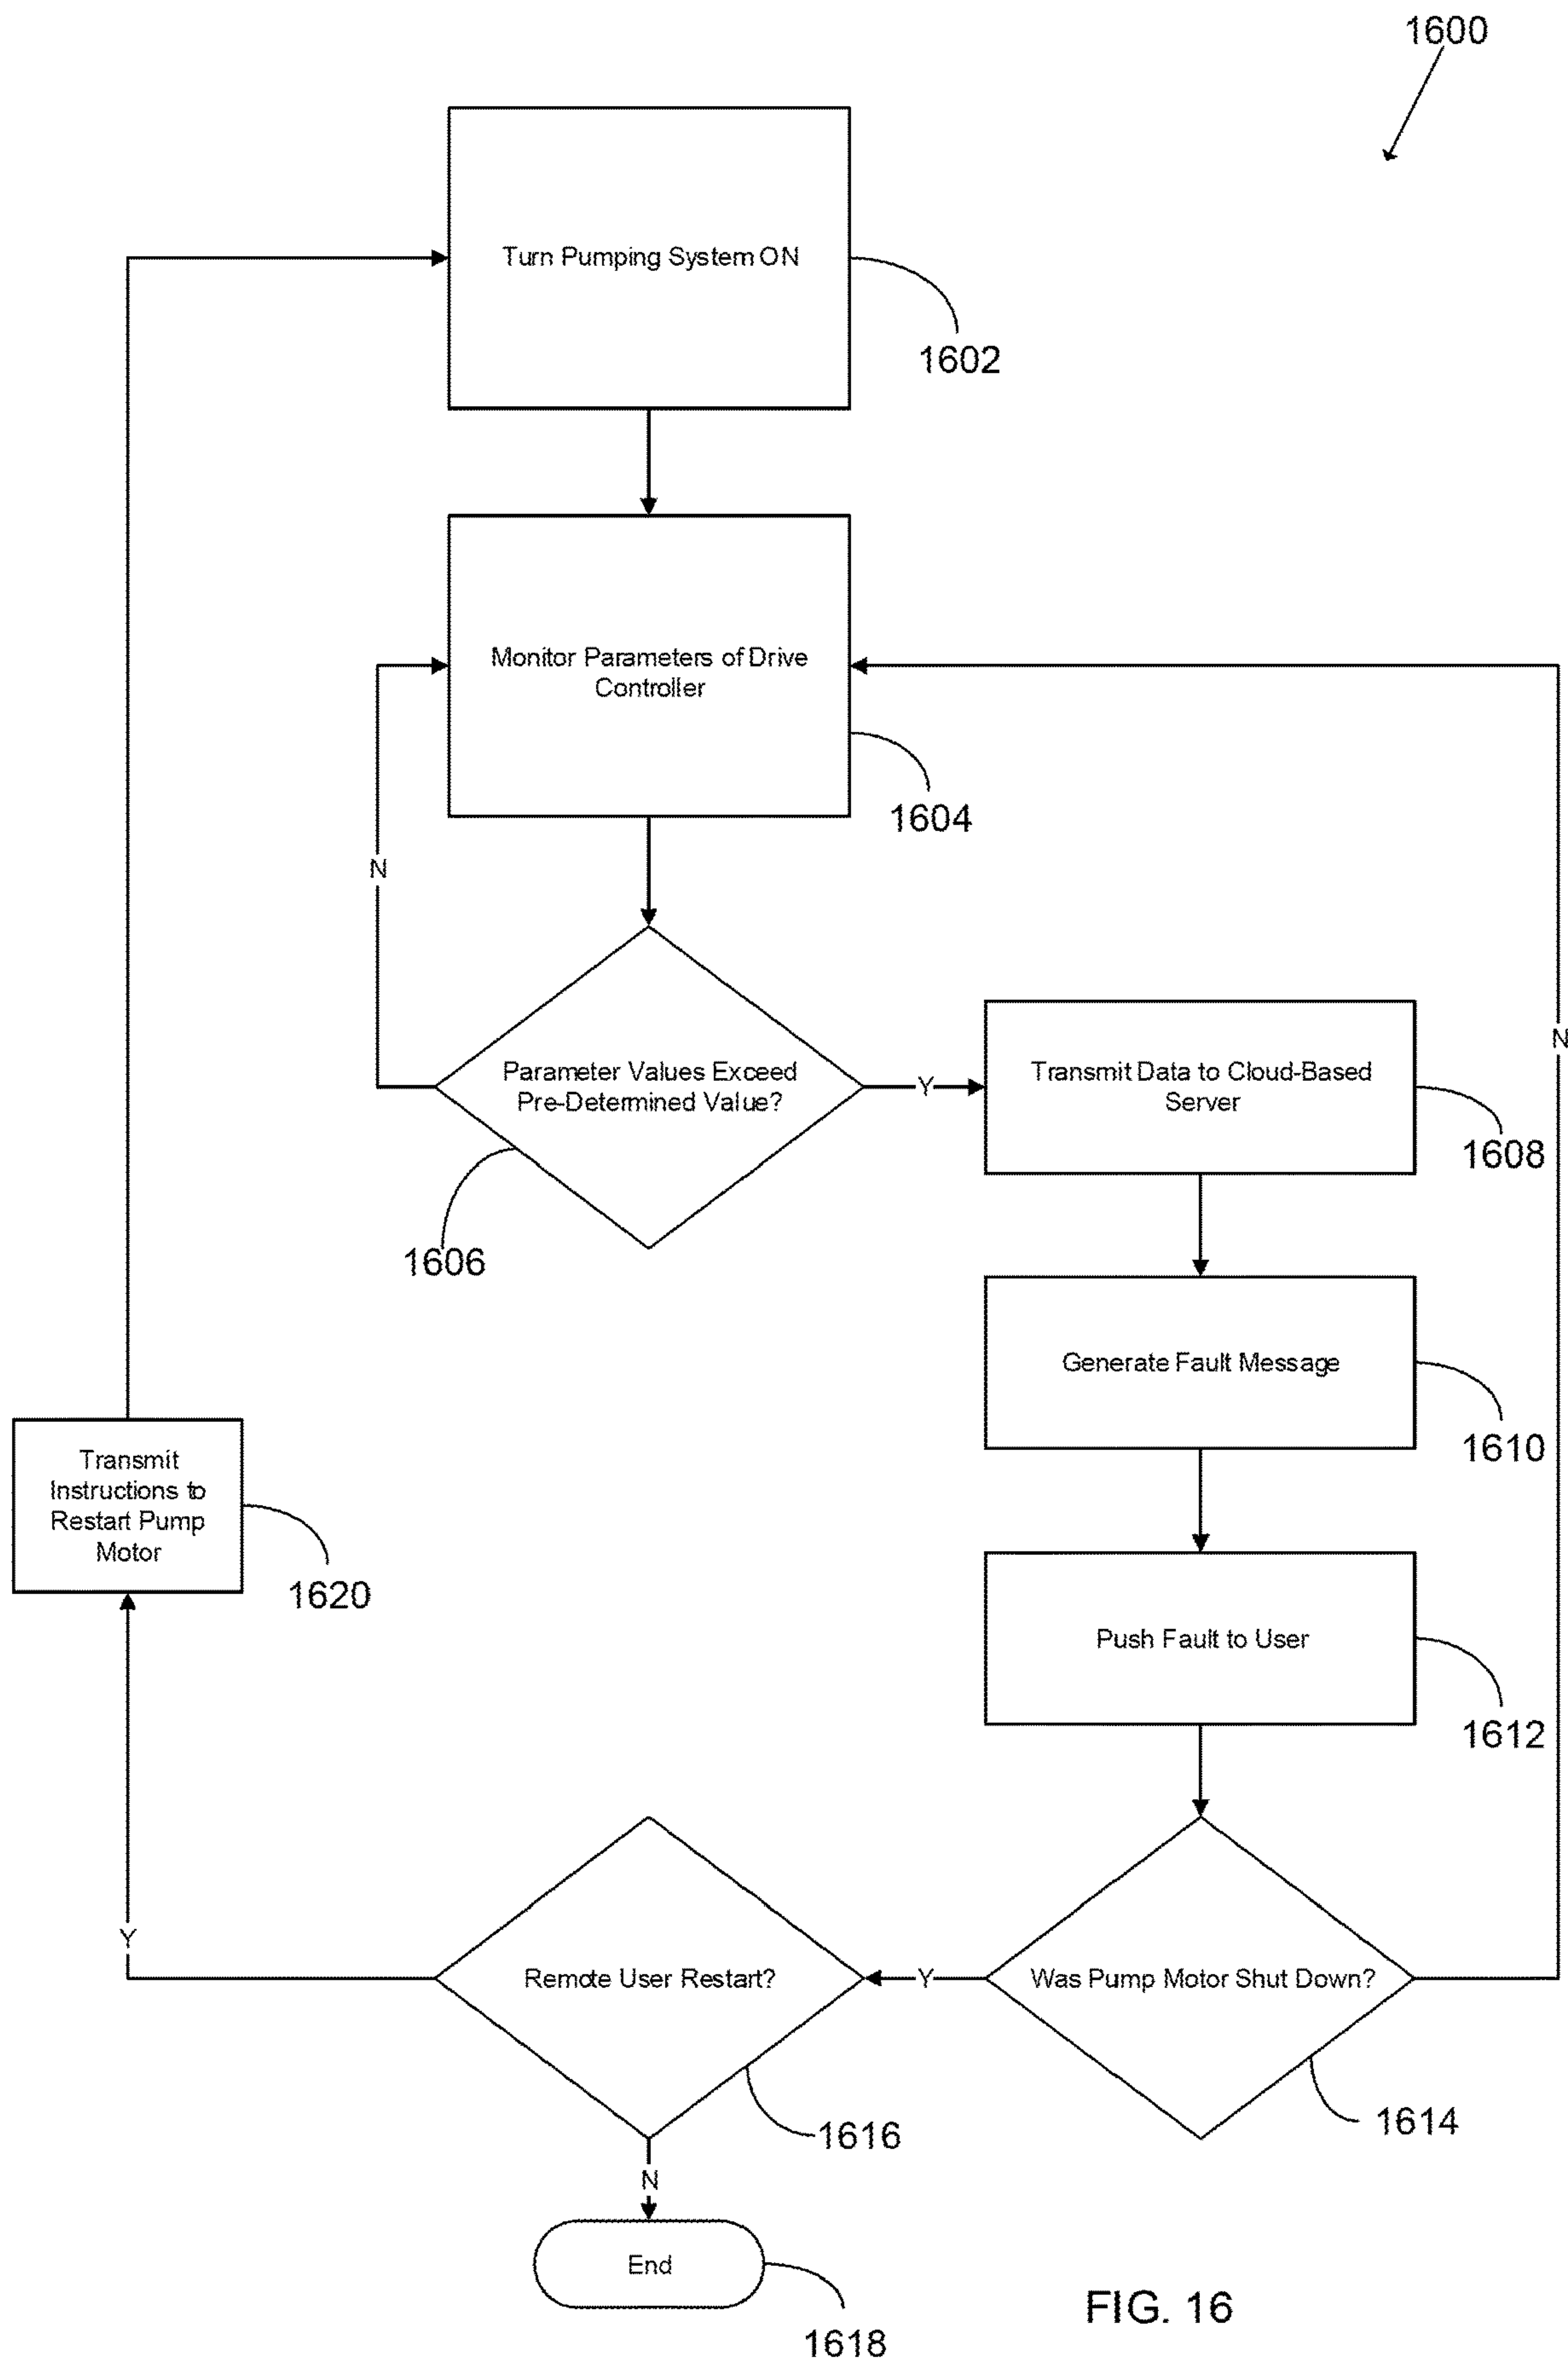 1600
Turn Pumping System ON
1602
Monitor Parameters of Drive
Controller
1604
N
Parameter Values Exceed
Pre-Determined Value?
1606
Y
Transmit Data to Cloud-Based
Server
1608
N
Generate Fault Message
1610
Push Fault to User
1612
Was Pump Motor Shut Down?
1614
Y
Remote User Restart?
1616
Y
Transmit
Instructions to
Restart Pump
Motor
1620
N
End
1618
FIG. 16